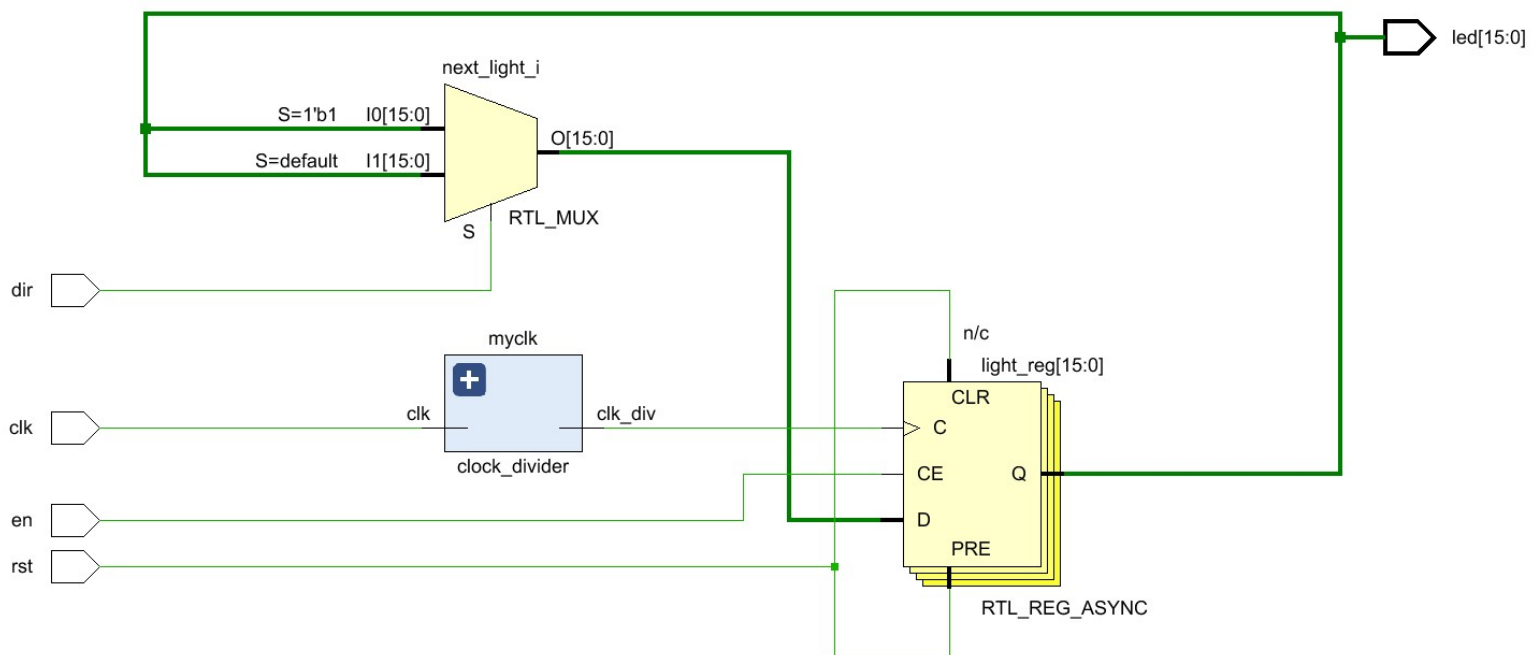 led[15:0]
next_light_i
S=1'b1 I0[15:0]
O[15:0]
S=default I1[15:0]
RTL_MUX
S
dir
n/c
myclk
light_reg[15:0]
CLR
clk
clk
clk_div
C
clock_divider
CE
Q
en
D
PRE
rst
RTL_REG_ASYNC